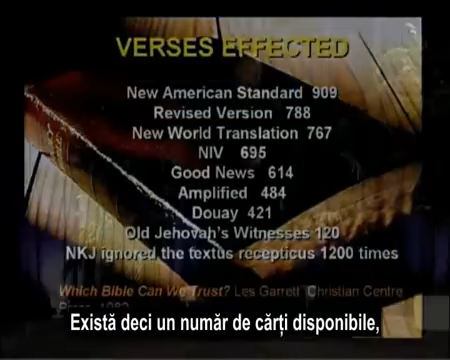 VERSES EFFECTED
New American Standard 909
Revised Version 788
New World Translation 767
NIV 695
Good News 614
Amplified 484
Douay 421
Old Jehovah's Witnesses 120
NKJ ignored the textus recepticus 1200 times
Which Bible Can We Trust? Les Garrett Christian Centre
Press, 1982
Există deci un număr de cărți disponibile,